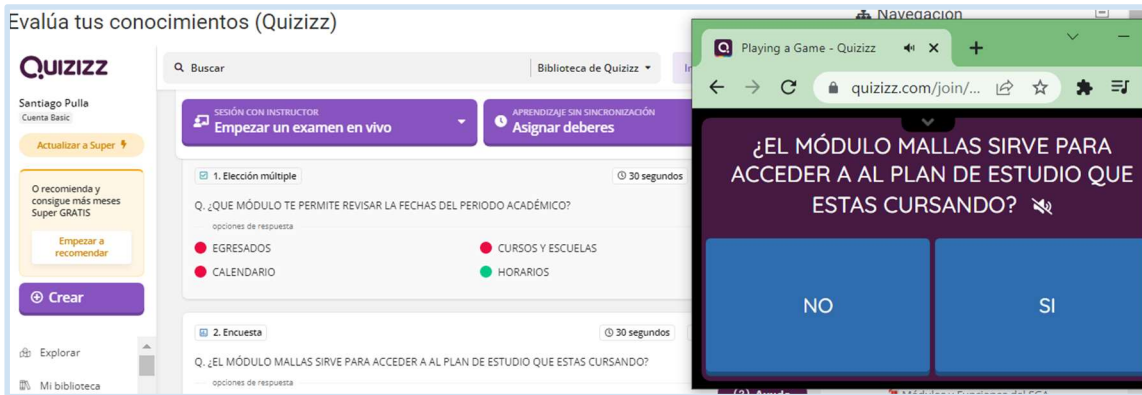 Evalúa tus conocimientos (Quizizz)
QUIZIZZ
Santiago Pulla
Cuenta Basic
Actualizar a Super
O recomienda y
consigue más meses
Super GRATIS
Empezar a
recomendar
Crear
Explorar
Mi biblioteca
Buscar
Biblioteca de Quizizz
SESIÓN CON INSTRUCTOR
Empezar un examen en vivo
APRENDIZAJE SIN SINCRONIZACIÓN
Asignar deberes
1. Elección múltiple
30 segundos
Q. ¿QUE MÓDULO TE PERMITE REVISAR LA FECHAS DEL PERIODO ACADÉMICO?
opciones de respuesta
EGRESADOS
CURSOS Y ESCUELAS
CALENDARIO
HORARIOS
2. Encuesta
30 segundos
Q. ¿EL MÓDULO MALLAS SIRVE PARA ACCEDER A AL PLAN DE ESTUDIO QUE ESTAS CURSANDO?
opciones de respuesta
Navegación
Playing a Game - Quizizz
quizizz.com/join/...
¿EL MÓDULO MALLAS SIRVE PARA
ACCEDER A AL PLAN DE ESTUDIO QUE
ESTAS CURSANDO?
NO
SI